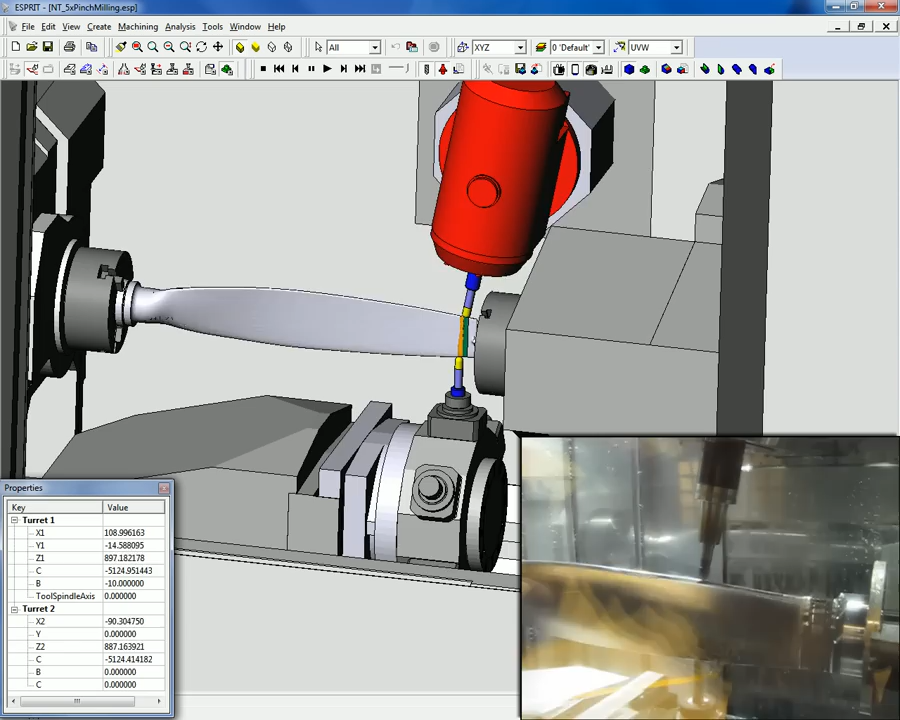 ESPRIT - [NT_5xPinchMilling.esp]
File Edit View Create Machining Analysis Tools Window Help
All XYZ 0 'Default' UVW
Properties
Key Value
Turret 1
X1 108.996163
Y1 -14.588095
Z1 897.182178
C -5124.951443
B -10.000000
ToolSpindleAxis 0.000000
Turret 2
X2 -90.304750
Y 0.000000
Z2 887.163921
C -5124.414182
B 0.000000
C 0.000000